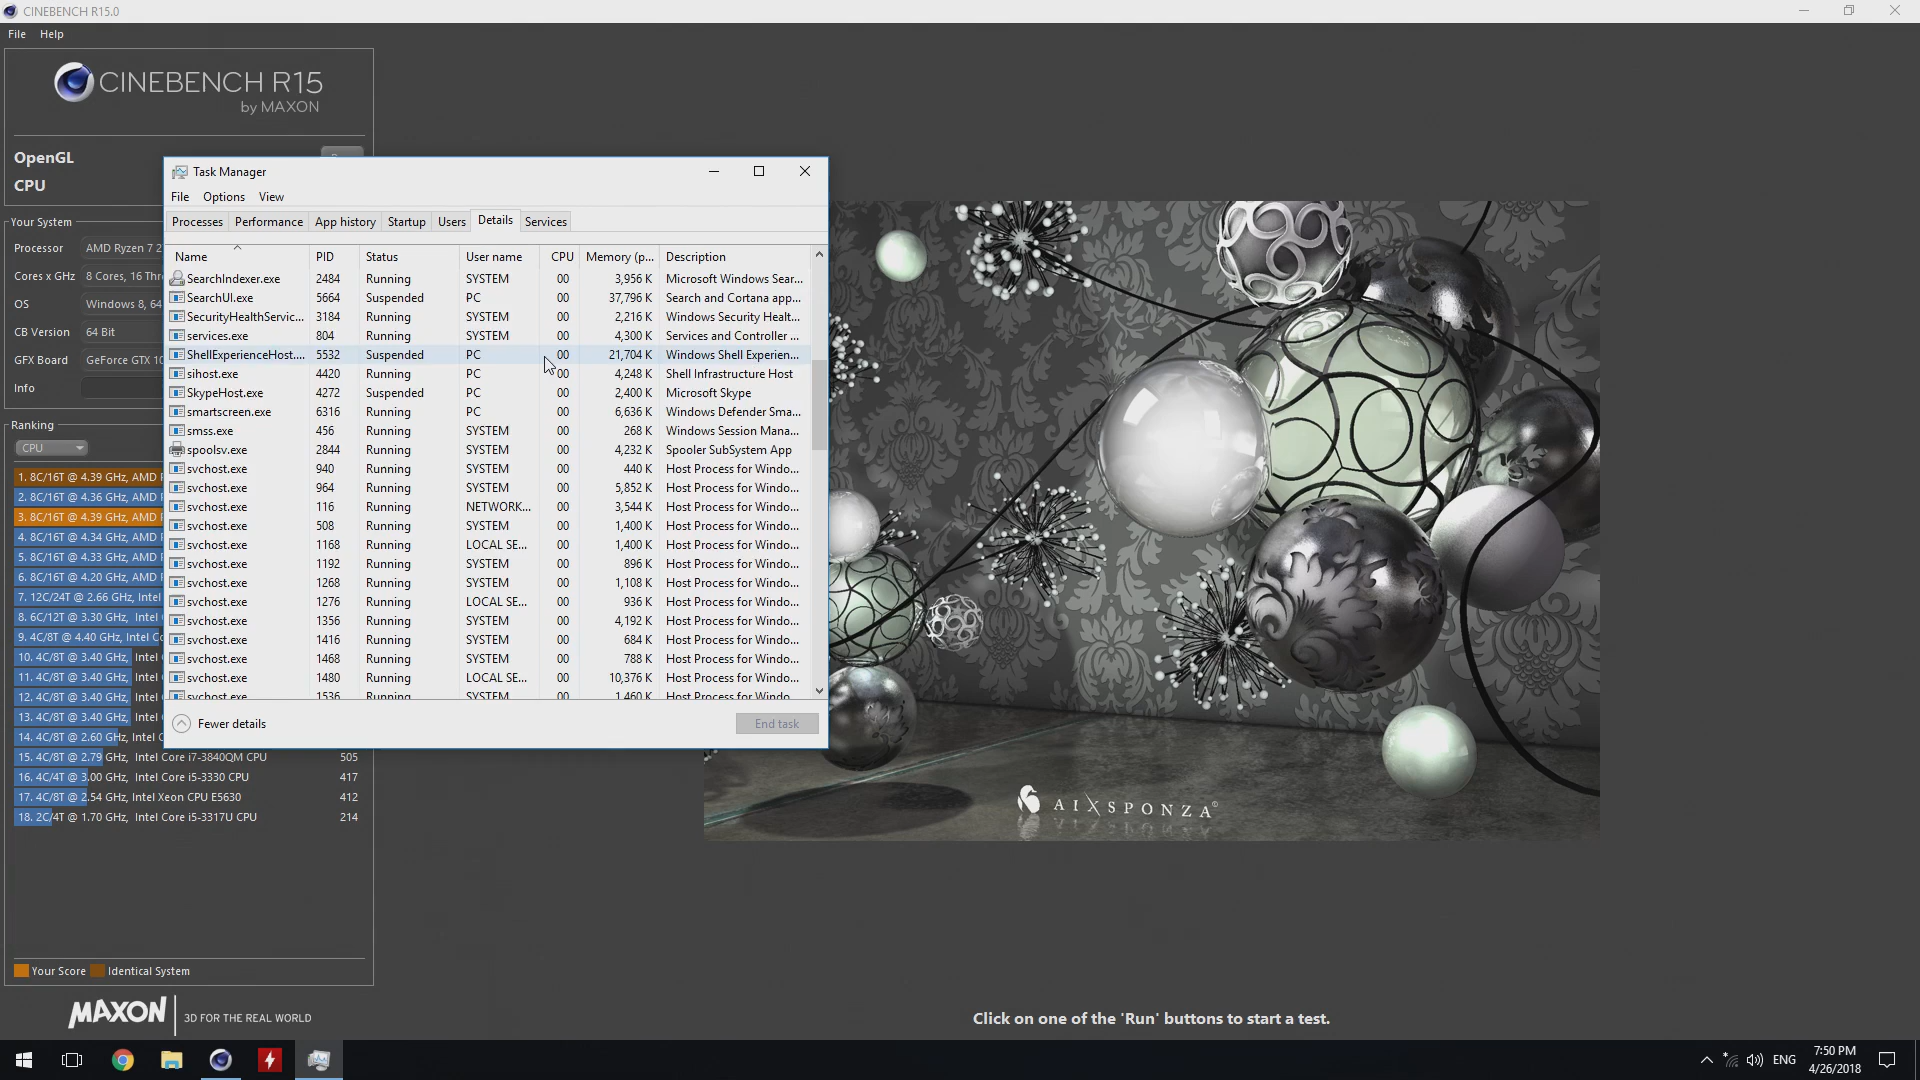 CINEBENCH R15.0
File Help
CINEBENCH R15
by MAXON
OpenGL
CPU
Your System
Processor AMD Ryzen 7 2
Cores x GHz 8 Cores, 16 Thre
OS Windows 8, 64
CB Version 64 Bit
GFX Board GeForce GTX 10
Info
Ranking
CPU
1. 8C/16T @ 4.39 GHz, AMD
2. 8C/16T @ 4.36 GHz, AMD
3. 8C/16T @ 4.39 GHz, AMD
4. 8C/16T @ 4.34 GHz, AMD
5. 8C/16T @ 4.33 GHz, AMD
6. 8C/16T @ 4.20 GHz, AMD
7. 12C/24T @ 2.66 GHz, Intel
8. 6C/12T @ 3.30 GHz, Intel
9. 4C/8T @ 4.40 GHz, Intel Co
10. 4C/8T @ 3.40 GHz, Intel
11. 4C/8T @ 3.40 GHz, Intel
12. 4C/8T @ 3.40 GHz, Intel
13. 4C/8T @ 3.40 GHz, Intel
14. 4C/8T @ 2.60 GHz, Intel C
15. 4C/8T @ 2.79 GHz, Intel Core i7-3840QM CPU 505
16. 4C/4T @ 3.00 GHz, Intel Core i5-3330 CPU 417
17. 4C/8T @ 2.54 GHz, Intel Xeon CPU E5630 412
18. 2C/4T @ 1.70 GHz, Intel Core i5-3317U CPU 214
Your Score Identical System
MAXON 3D FOR THE REAL WORLD
Task Manager
File Options View
Processes Performance App history Startup Users Details Services
Name PID Status User name CPU Memory (p... Description
SearchIndexer.exe 2484 Running SYSTEM 00 3,956 K Microsoft Windows Sear...
SearchUI.exe 5664 Suspended PC 00 37,796 K Search and Cortana app...
SecurityHealthServic... 3184 Running SYSTEM 00 2,216 K Windows Security Healt...
services.exe 804 Running SYSTEM 00 4,300 K Services and Controller ...
ShellExperienceHost.... 5532 Suspended PC 00 21,704 K Windows Shell Experien...
sihost.exe 4420 Running PC 00 4,248 K Shell Infrastructure Host
SkypeHost.exe 4272 Suspended PC 00 2,400 K Microsoft Skype
smartscreen.exe 6316 Running PC 00 6,636 K Windows Defender Sma...
smss.exe 456 Running SYSTEM 00 268 K Windows Session Mana...
spoolsv.exe 2844 Running SYSTEM 00 4,232 K Spooler SubSystem App
svchost.exe 940 Running SYSTEM 00 440 K Host Process for Windo...
svchost.exe 964 Running SYSTEM 00 5,852 K Host Process for Windo...
svchost.exe 116 Running NETWORK... 00 3,544 K Host Process for Windo...
svchost.exe 508 Running SYSTEM 00 1,400 K Host Process for Windo...
svchost.exe 1168 Running LOCAL SE... 00 1,400 K Host Process for Windo...
svchost.exe 1192 Running SYSTEM 00 896 K Host Process for Windo...
svchost.exe 1268 Running SYSTEM 00 1,108 K Host Process for Windo...
svchost.exe 1276 Running LOCAL SE... 00 936 K Host Process for Windo...
svchost.exe 1356 Running SYSTEM 00 4,192 K Host Process for Windo...
svchost.exe 1416 Running SYSTEM 00 684 K Host Process for Windo...
svchost.exe 1468 Running SYSTEM 00 788 K Host Process for Windo...
svchost.exe 1480 Running LOCAL SE... 00 10,376 K Host Process for Windo...
svchost.exe 1536 Running SYSTEM 00 1,460 K Host Process for Windo
Fewer details End task
AIXSPONZA®
Click on one of the 'Run' buttons to start a test.
ENG
7:50 PM
4/26/2018